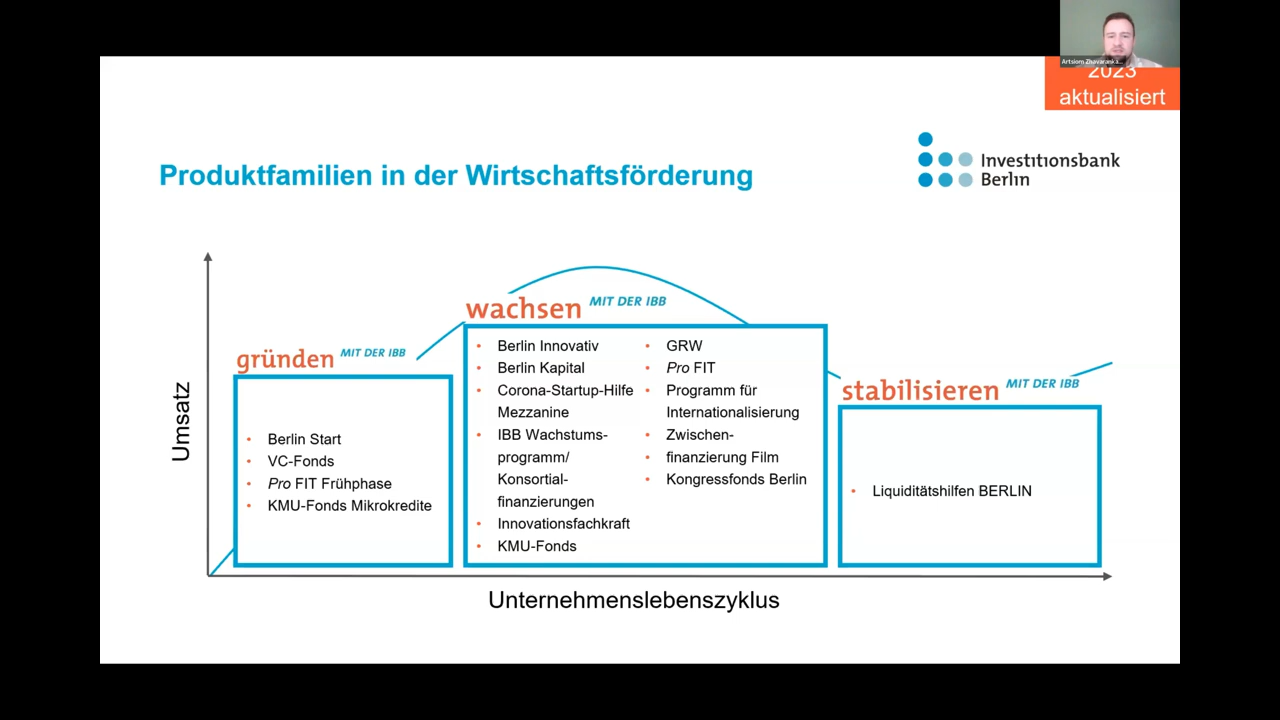 2023
aktualisiert
Investitionsbank
Berlin
Produktfamilien in der Wirtschaftsförderung
Umsatz
gründen MIT DER IBB
• Berlin Start
• VC-Fonds
• Pro FIT Frühphase
• KMU-Fonds Mikrokredite
wachsen MIT DER IBB
• Berlin Innovativ
• Berlin Kapital
• Corona-Startup-Hilfe
Mezzanine
• IBB Wachstums-
programm/
Konsortial-
finanzierungen
• Innovationsfachkraft
• KMU-Fonds
• GRW
• Pro FIT
• Programm für
Internationalisierung
• Zwischen-
• finanzierung Film
• Kongressfonds Berlin
stabilisieren MIT DER IBB
• Liquiditätshilfen BERLIN
Unternehmenslebenszyklus